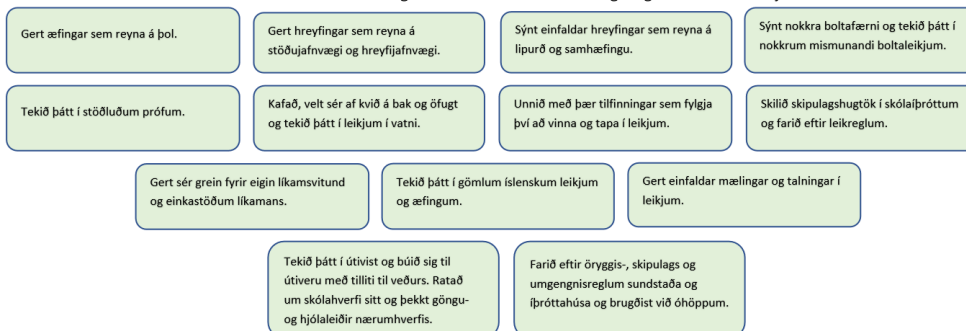 Gert æfingar sem reyna á þol.
Gert hreyfingar sem reyna á
stöðujafnvægi og hreyfijafnvægi.
Sýnt einfaldar hreyfingar sem reyna á
lipurð og samhæfingu.
Sýnt nokkra boltafærni og tekið þátt í
nokkrum mismunandi boltaleikjum.
Tekið þátt í stöðluðum prófum.
Kafað, velt sér af kvið á bak og öfugt
og tekið þátt í leikjum í vatni.
Unnið með þær tilfinningar sem fylgja
því að vinna og tapa í leikjum.
Skilið skipulagshugtök í skólaíþróttum
og farið eftir leikreglum.
Gert sér grein fyrir eigin líkamsvitund
og einkastöðum líkamans.
Tekið þátt í gömlum íslenskum leikjum
og æfingum.
Gert einfaldar mælingar og talningar í
leikjum.
Tekið þátt í útivist og búið sig til
útiveru með tilliti til veðurs. Ratað
um skólahverfi sitt og þekkt göngu-
og hjólaleiðir nærumhverfis.
Farið eftir öryggis-, skipulags og
umgengnisreglum sundstaða og
íþróttahúsa og brugðist við óhöppum.